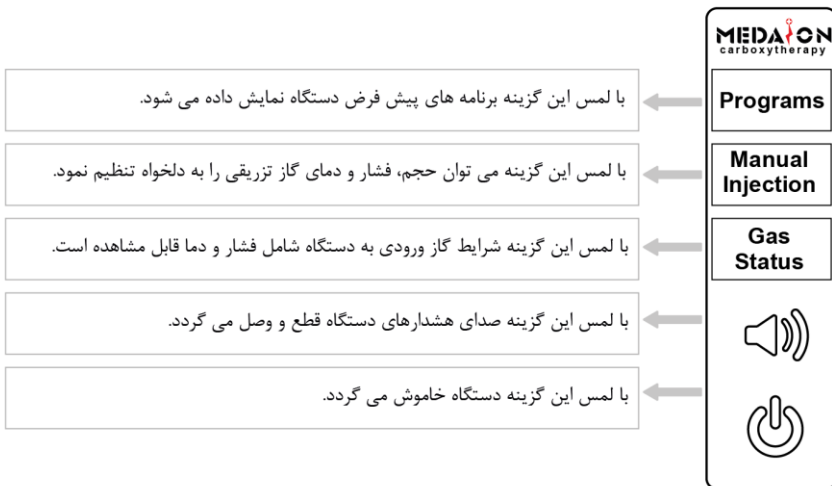 MEDAION
carboxytherapy
Programs
با لمس این گزینه برنامه های پیش فرض دستگاه نمایش داده می شود.
Manual
Injection
با لمس این گزینه می توان حجم، فشار و دمای گاز تزریقی را به دلخواه تنظیم نمود.
Gas
Status
با لمس این گزینه شرایط گاز ورودی به دستگاه شامل فشار و دما قابل مشاهده است.
با لمس این گزینه صدای هشدارهای دستگاه قطع و وصل می گردد.
با لمس این گزینه دستگاه خاموش می گردد.